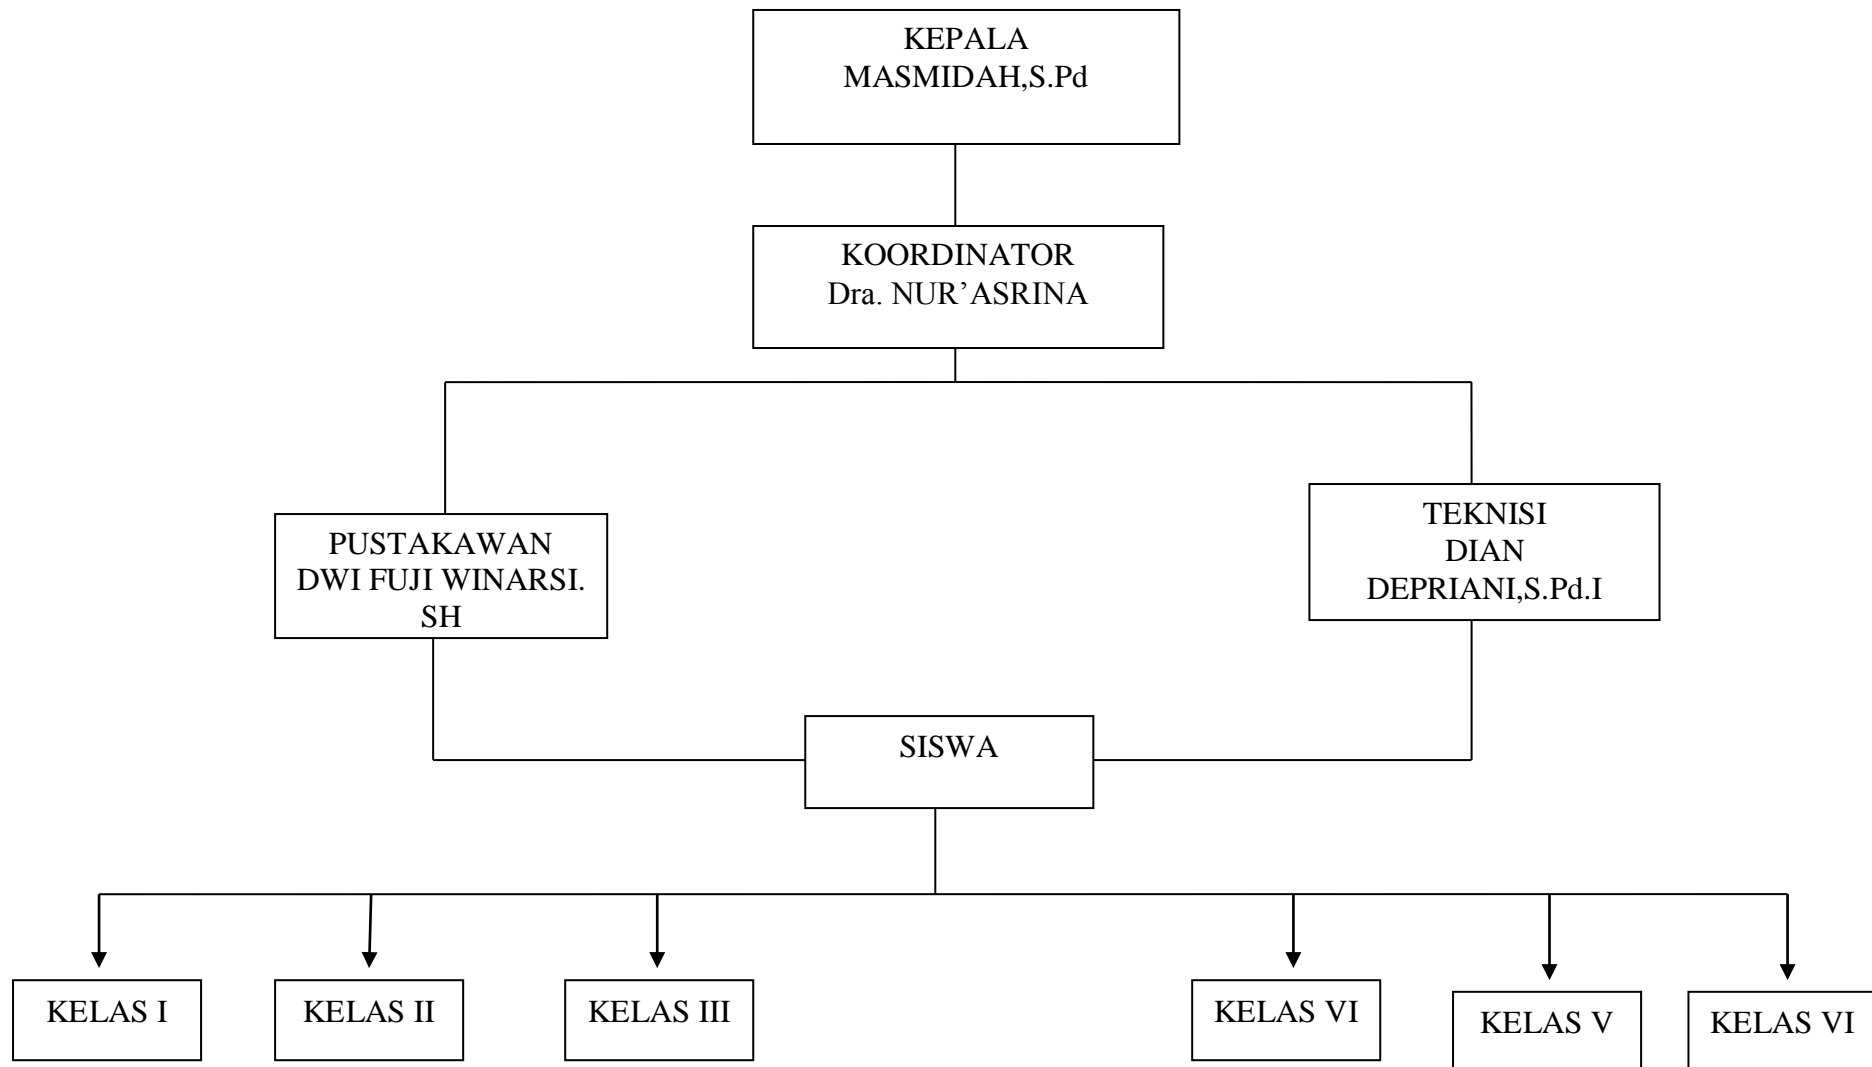 KEPALA
MASMIDAH,S.Pd
KOORDINATOR
Dra. NUR’ASRINA
PUSTAKAWAN
DWI FUJI WINARSI.
SH
TEKNISI
DIAN
DEPRIANI,S.Pd.I
SISWA
KELAS I
KELAS II
KELAS III
KELAS VI
KELAS V
KELAS VI